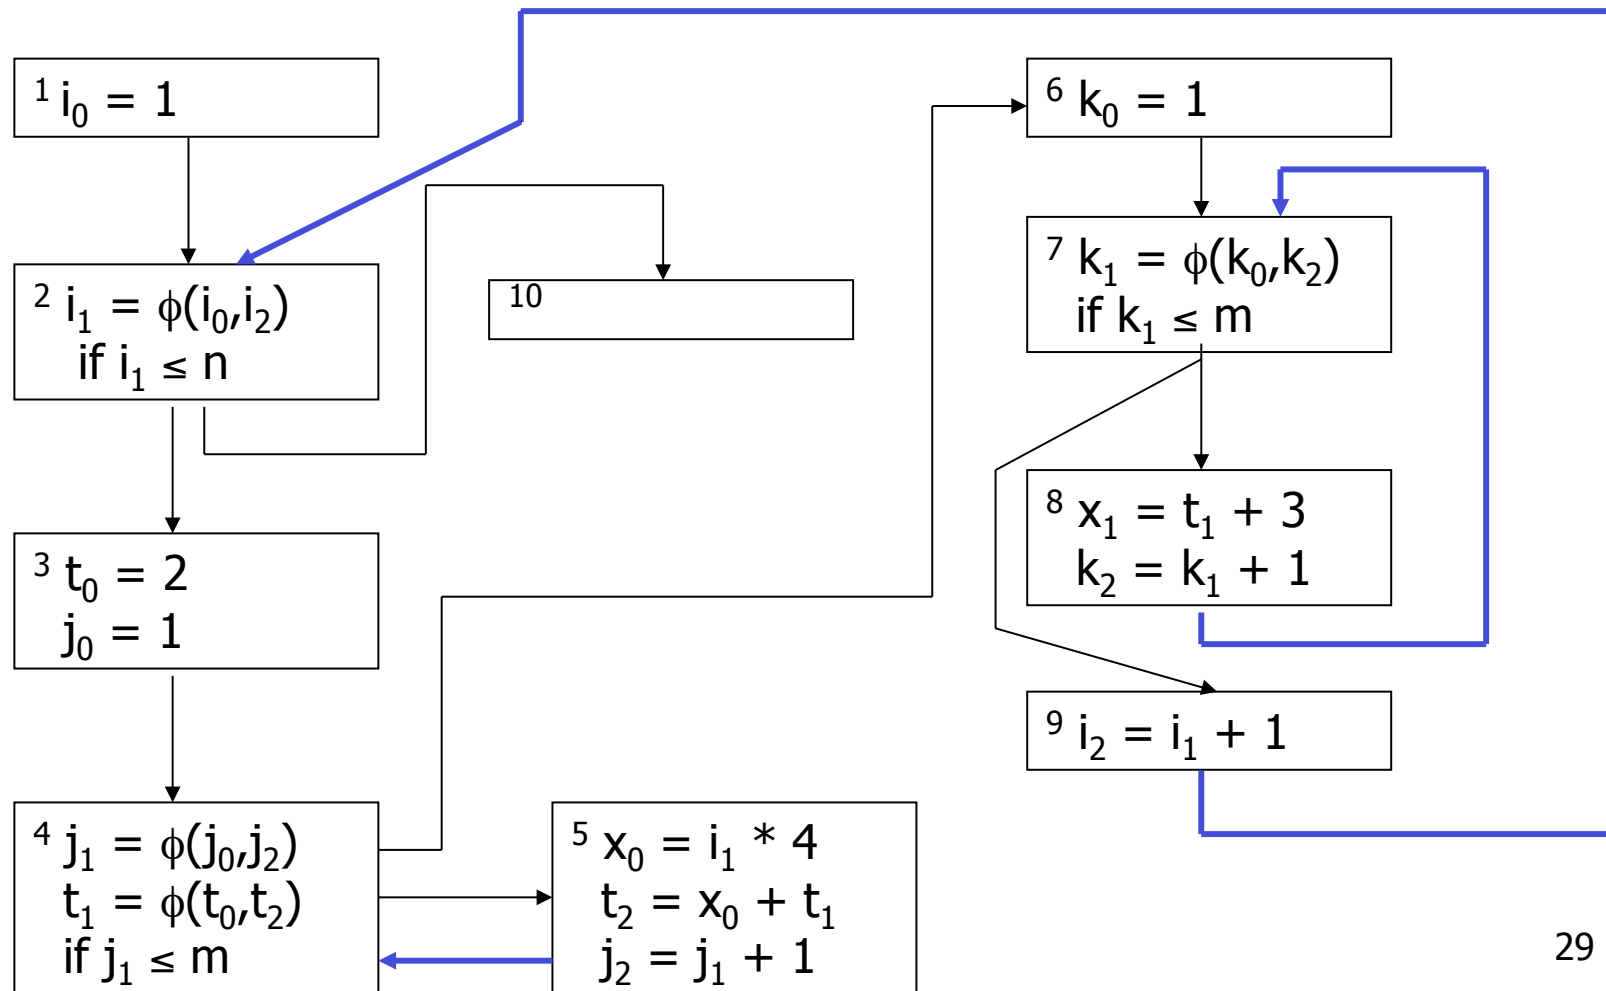 1 i₀ = 1
2 i₁ = ϕ(i₀,i₂)
if i₁ ≤ n
3 t₀ = 2
j₀ = 1
4 j₁ = ϕ(j₀,j₂)
t₁ = ϕ(t₀,t₂)
if j₁ ≤ m
5 x₀ = i₁ * 4
t₂ = x₀ + t₁
j₂ = j₁ + 1
6 k₀ = 1
7 k₁ = ϕ(k₀,k₂)
if k₁ ≤ m
8 x₁ = t₁ + 3
k₂ = k₁ + 1
9 i₂ = i₁ + 1
10
29